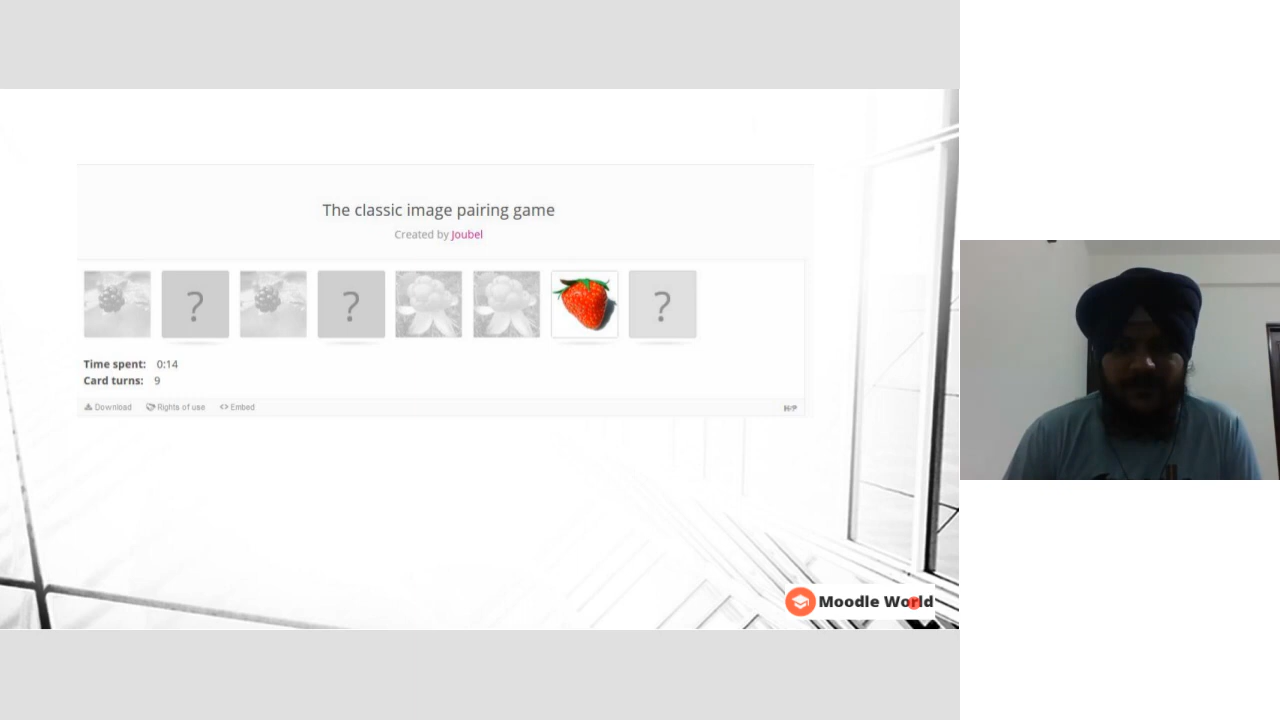 The classic image pairing game
Created by Joubel
?
?
?
Time spent: 0:14
Card turns: 9
Download Rights of use <> Embed H5P
Moodle World